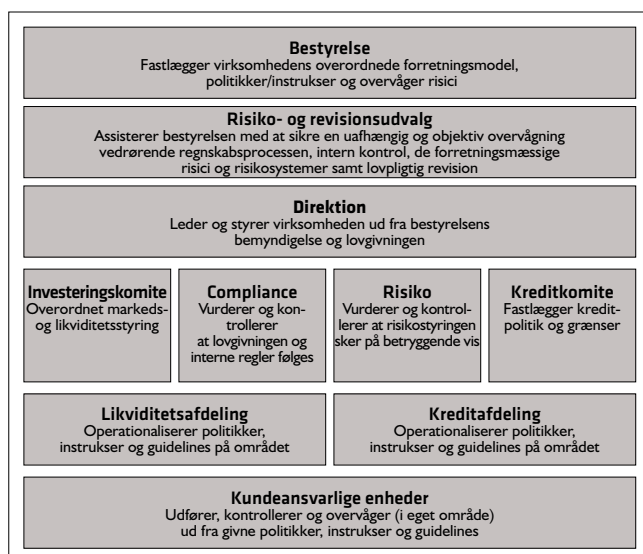 Bestyrelse
Fastlægger virksomhedens overordnede forretningsmodel,
politikker/instrukser og overvåger risici
Risiko- og revisionsudvalg
Assisterer bestyrelsen med at sikre en uafhængig og objektiv overvågning
vedrørende regnskabsprocessen, intern kontrol, de forretningsmæssige
risici og risikosystemer samt lovpligtig revision
Direktion
Leder og styrer virksomheden ud fra bestyrelsens
bemyndigelse og lovgivningen
Investeringskomite
Overordnet markeds-
og likviditetsstyring
Compliance
Vurderer og kon-
trollerer
at lovgivningen og
interne regler følges
Risiko
Vurderer og kontrol-
lerer at risikostyringen
sker på betryggende vis
Kreditkomite
Fastlægger kredit-
politik og grænser
Likviditetsafdeling
Operationaliserer politikker,
instrukser og guidelines på området
Kreditafdeling
Operationaliserer politikker,
instrukser og guidelines på området
Kundeansvarlige enheder
Udfører, kontrollerer og overvåger (i eget område)
ud fra givne politikker, instrukser og guidelines